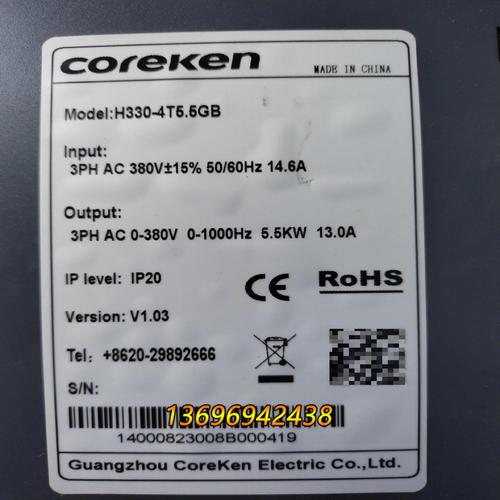 coreken
MADE IN CHINA
Model:H330-4T5.5GB
Input:
3PH AC 380V±15% 50/60Hz 14.6A
Output:
3PH AC 0-380V 0-1000Hz 5.5KW 13.0A
IP level: IP20
CE RoHS
Version: V1.03
Tel: +8620-29892666
S/N:
13696942438
14000823008B000419
Guangzhou CoreKen Electric Co.,Ltd.